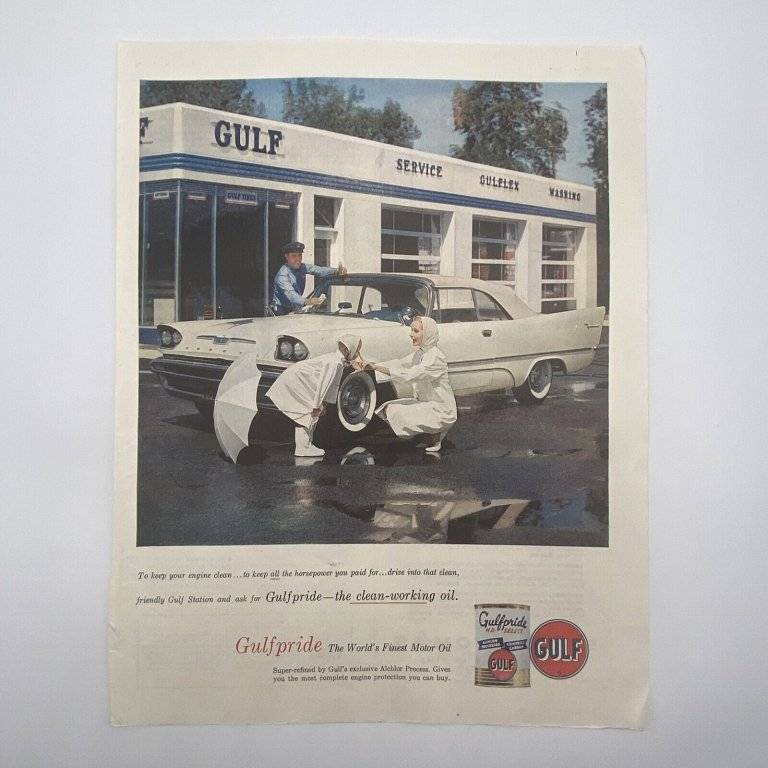 GULF
SERVICE
GULFLEX
WASHING
GULF TIRES
To keep your engine clean...to keep all the horsepower you paid for...drive into that clean,
friendly Gulf Station and ask for Gulfpride—the clean-working oil.
Gulfpride The World's Finest Motor Oil
Super-refined by Gulf's exclusive Alchlor Process. Gives
you the most complete engine protection you can buy.
Gulfpride
H.D. SELECT
GULF
GULF